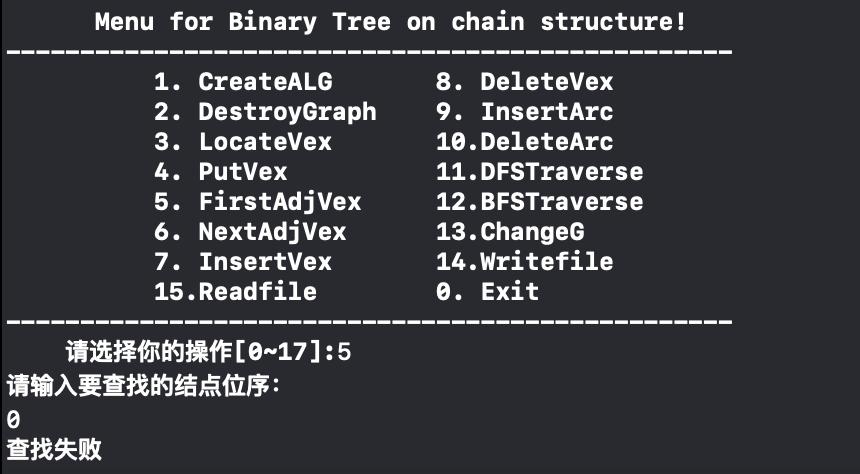 Menu for Binary Tree on chain structure!
--------------------------------------------------
1. CreateALG 8. DeleteVex
2. DestroyGraph 9. InsertArc
3. LocateVex 10.DeleteArc
4. PutVex 11.DFSTraverse
5. FirstAdjVex 12.BFSTraverse
6. NextAdjVex 13.ChangeG
7. InsertVex 14.Writefile
15.Readfile 0. Exit
--------------------------------------------------
请选择你的操作[0~17]:5
请输入要查找的结点位序：
0
查找失败